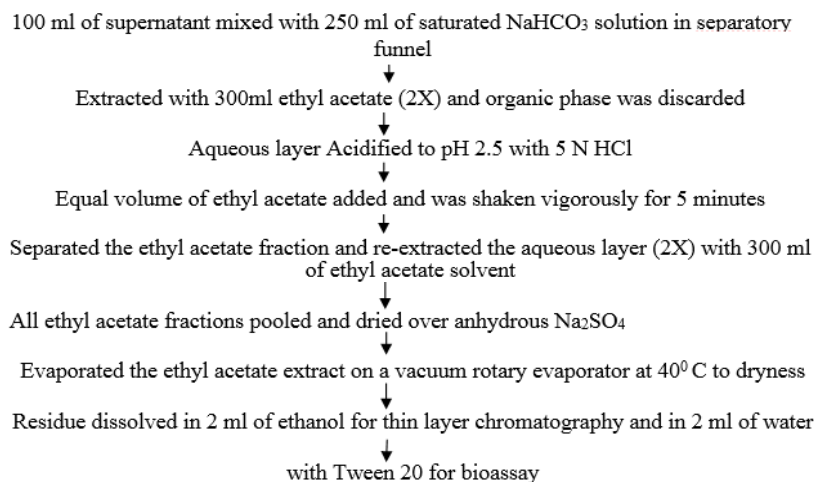 100 ml of supernatant mixed with 250 ml of saturated NaHCO3 solution in separatory
funnel
Extracted with 300ml ethyl acetate (2X) and organic phase was discarded
Aqueous layer Acidified to pH 2.5 with 5 N HCl
Equal volume of ethyl acetate added and was shaken vigorously for 5 minutes
Separated the ethyl acetate fraction and re-extracted the aqueous layer (2X) with 300 ml
of ethyl acetate solvent
All ethyl acetate fractions pooled and dried over anhydrous Na2SO4
Evaporated the ethyl acetate extract on a vacuum rotary evaporator at 40⁰ C to dryness
Residue dissolved in 2 ml of ethanol for thin layer chromatography and in 2 ml of water
with Tween 20 for bioassay